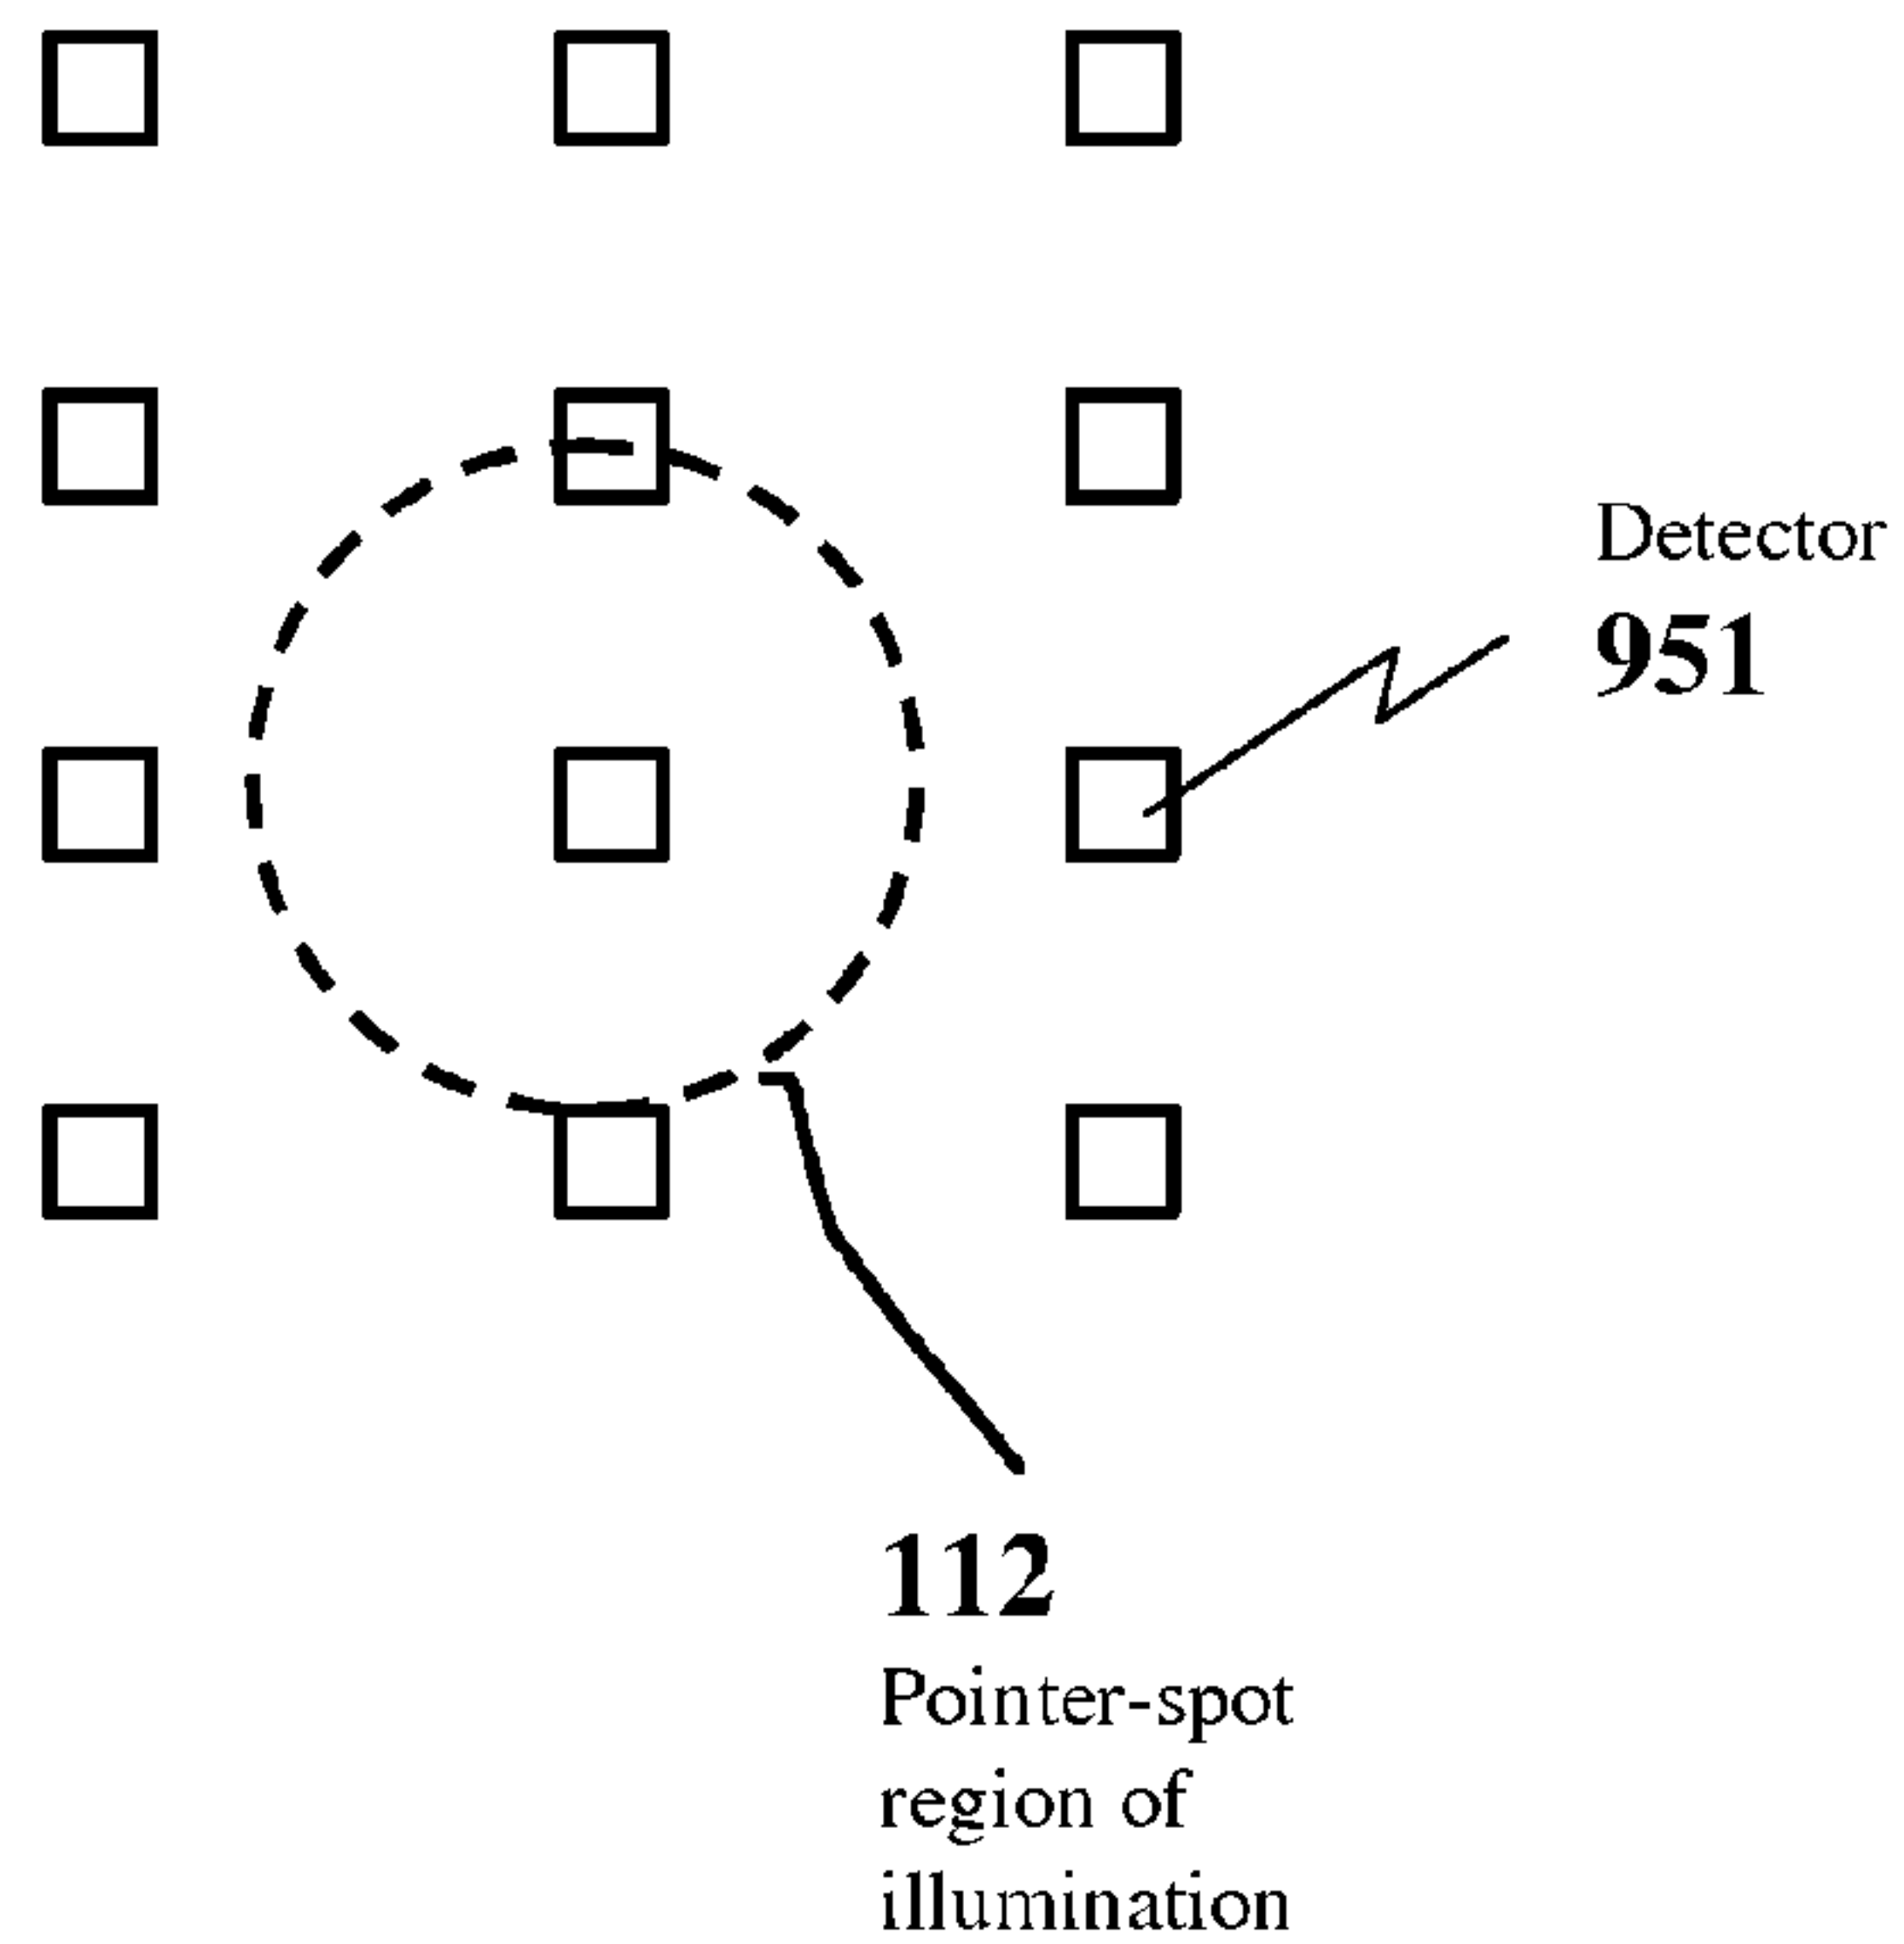 Detector
951
112
Pointer-spot
region of
illumination